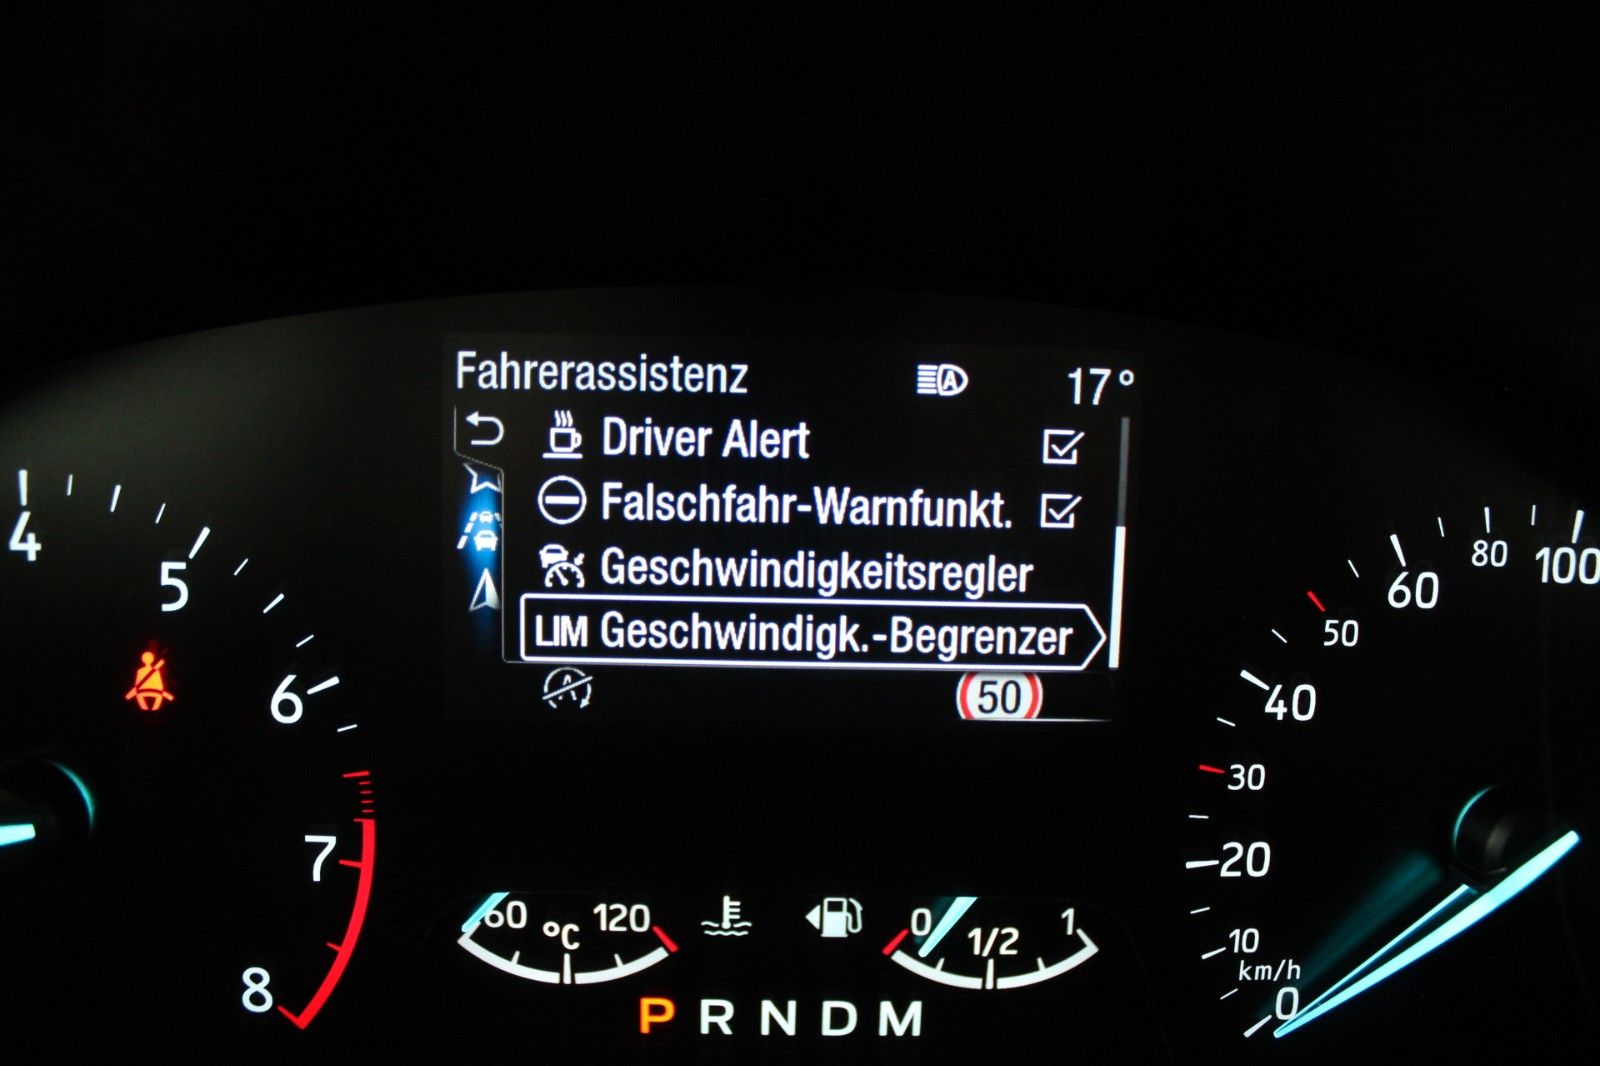 Fahrerassistenz A 17°
Driver Alert
Falschfahr-Warnfunkt.
Geschwindigkeitsregler
LIM Geschwindigk.-Begrenzer
A 50
4
5
6
7
8
100
80
60
50
40
30
20
10
km/h
0
60 °C 120
0 1/2 1
P R N D M